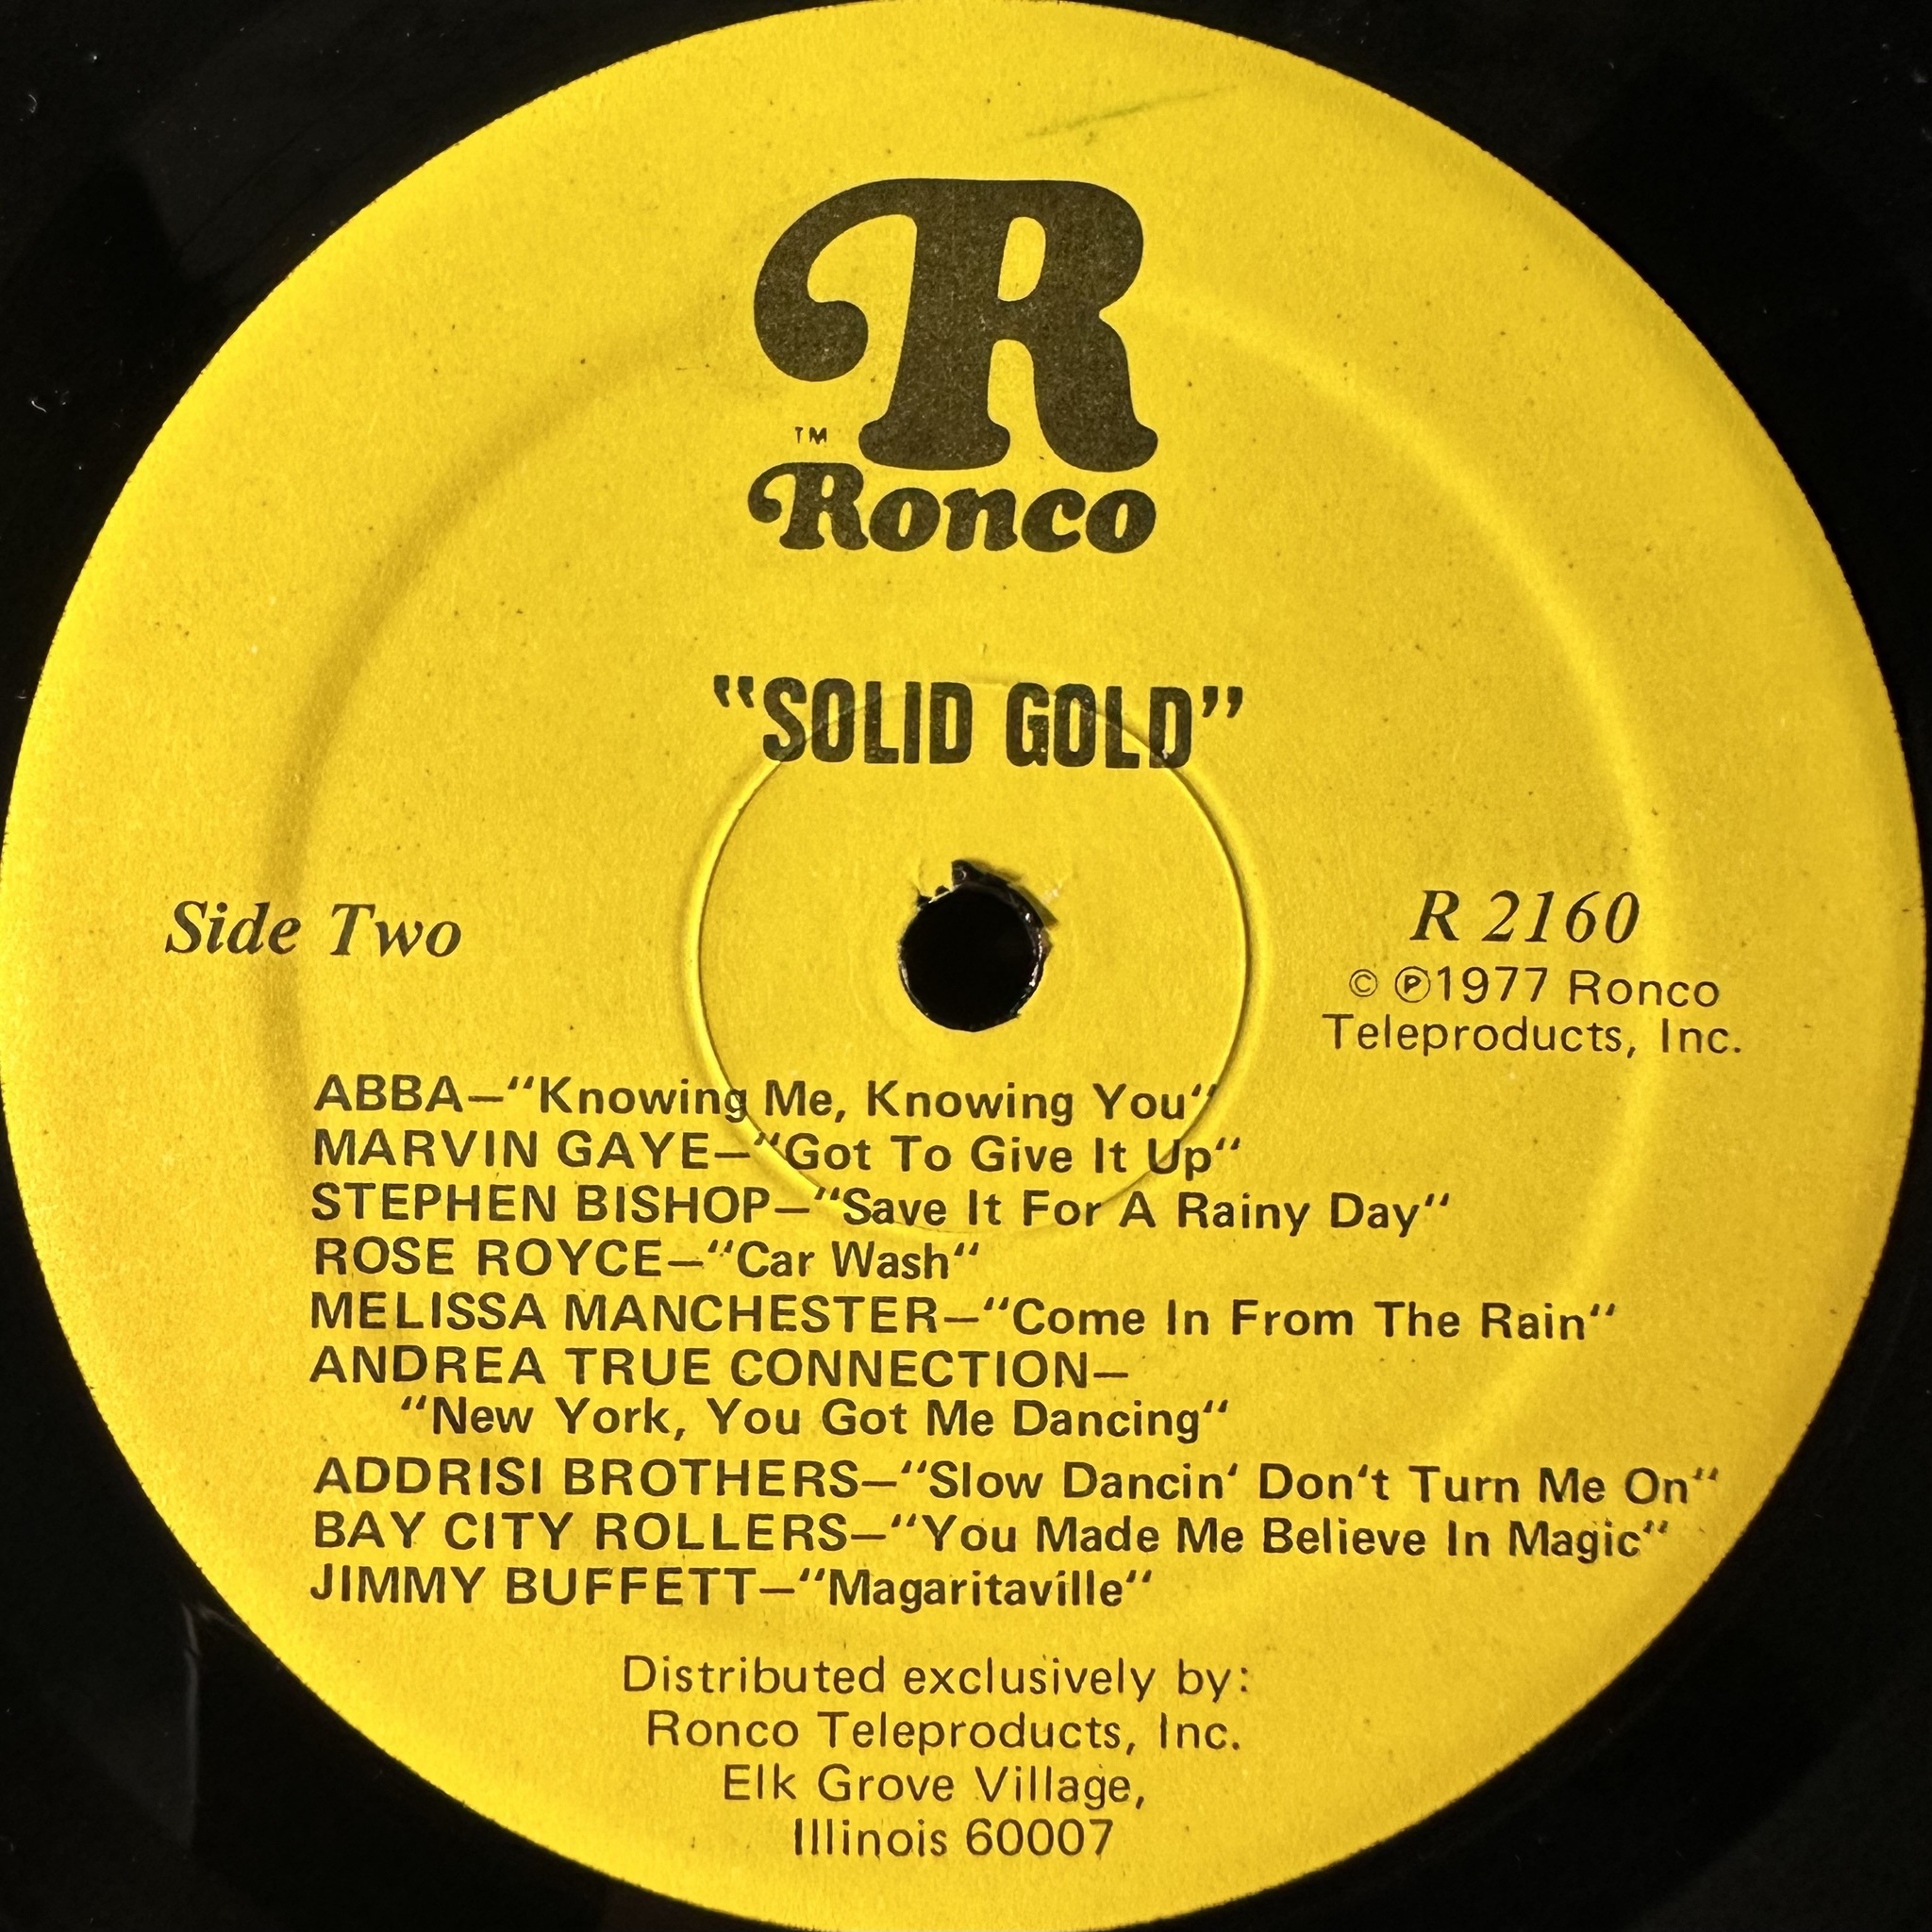 R
TM
Ronco
"SOLID GOLD"
Side Two
R 2160
© ℗1977 Ronco
Teleproducts, Inc.
ABBA—"Knowing Me, Knowing You"
MARVIN GAYE—"Got To Give It Up"
STEPHEN BISHOP—"Save It For A Rainy Day"
ROSE ROYCE—"Car Wash"
MELISSA MANCHESTER—"Come In From The Rain"
ANDREA TRUE CONNECTION—
"New York, You Got Me Dancing"
ADDRISI BROTHERS—"Slow Dancin' Don't Turn Me On"
BAY CITY ROLLERS—"You Made Me Believe In Magic"
JIMMY BUFFETT—"Magaritaville"
Distributed exclusively by:
Ronco Teleproducts, Inc.
Elk Grove Village,
Illinois 60007